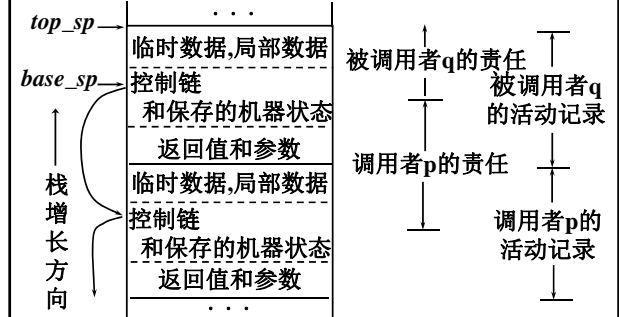 . . .
top_sp
临时数据,局部数据
base_sp
控制链
和保存的机器状态
返回值和参数
临时数据,局部数据
控制链
和保存的机器状态
返回值和参数
. . .
栈
增
长
方
向
被调用者q的责任
调用者p的责任
被调用者q
的活动记录
调用者p的
活动记录